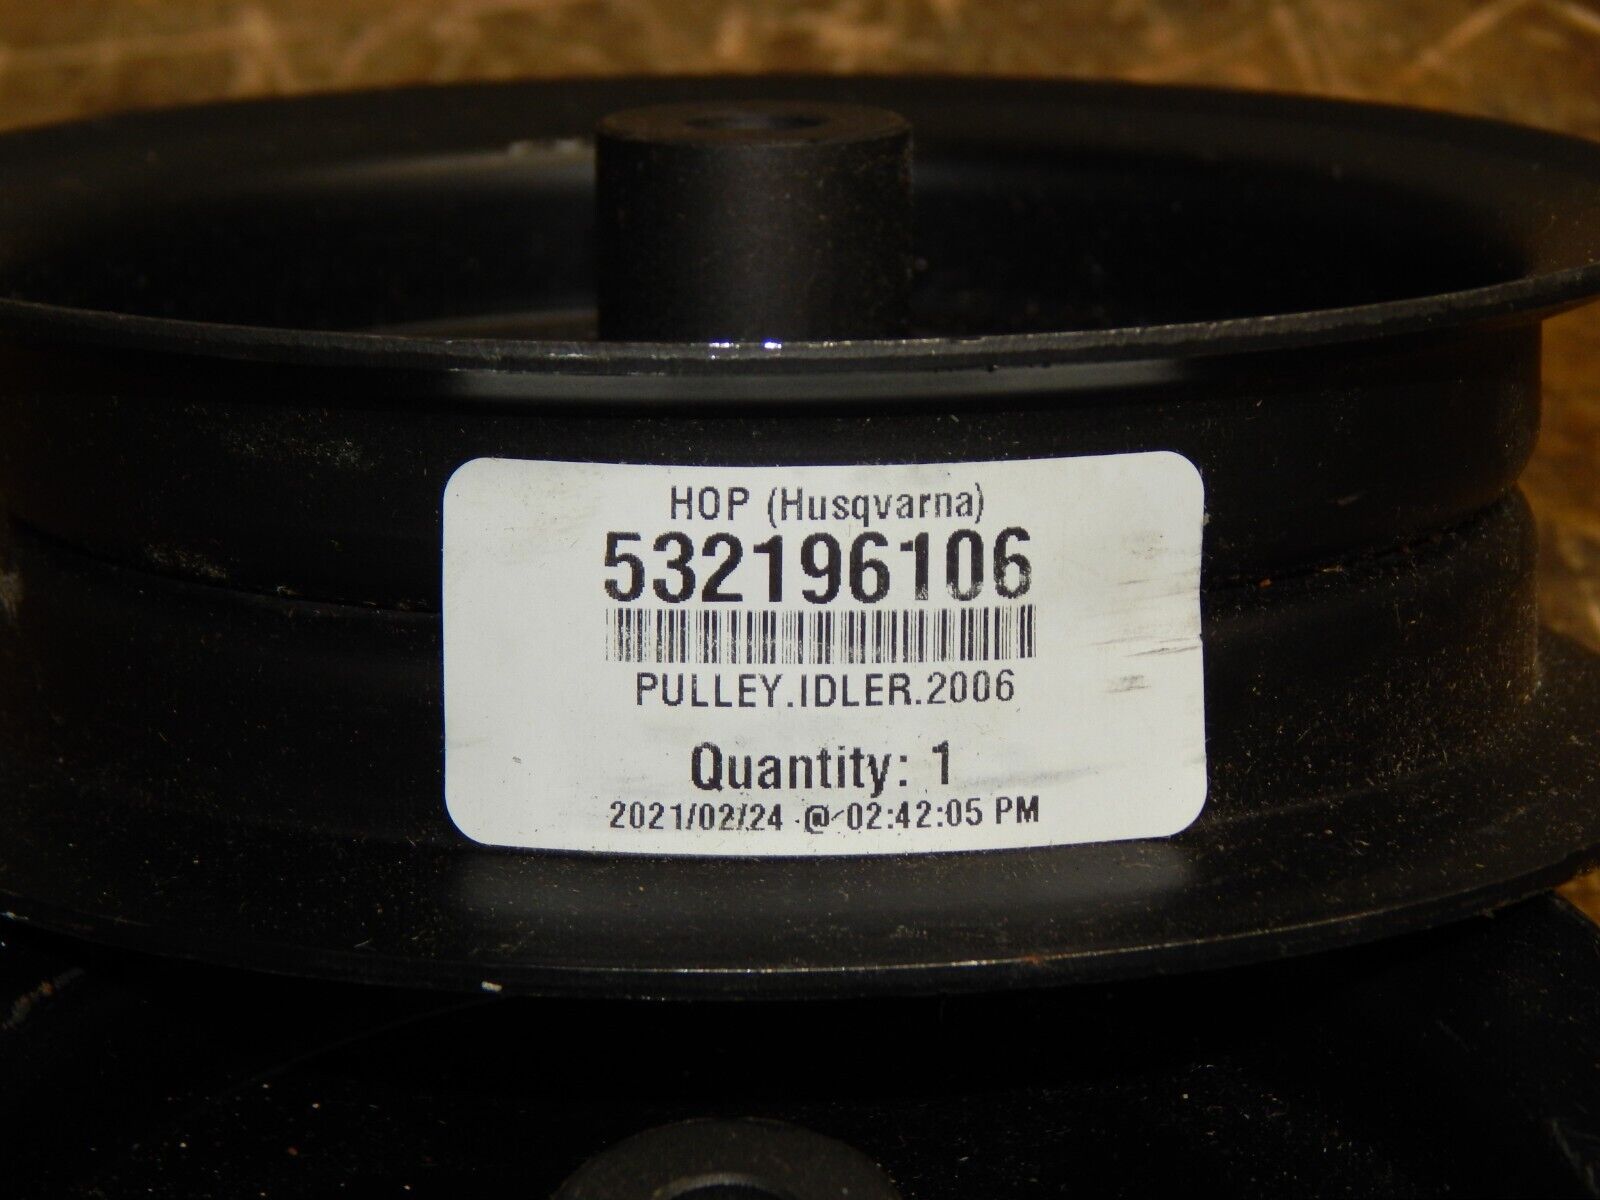 HOP (Husqvarna)
532196106
PULLEY.IDLER.2006
Quantity: 1
2021/02/24 @ 02:42:05 PM